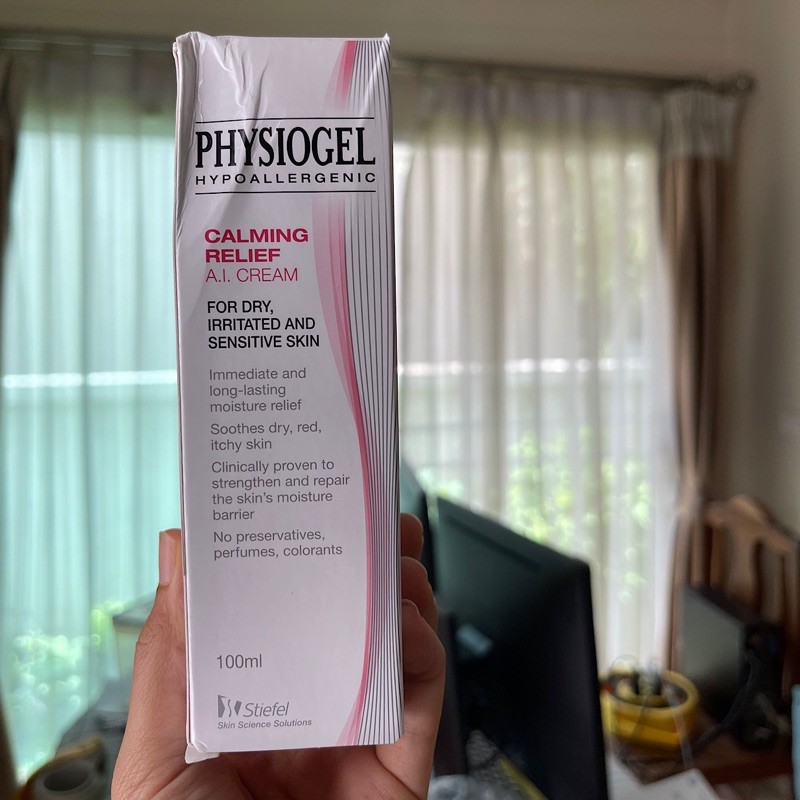 PHYSIOGEL
HYPOALLERGENIC
CALMING
RELIEF
A.I. CREAM
FOR DRY,
IRRITATED AND
SENSITIVE SKIN
Immediate and
long-lasting
moisture relief
Soothes dry, red,
itchy skin
Clinically proven to
strengthen and repair
the skin's moisture
barrier
No preservatives,
perfumes, colorants
100ml
Stiefel
Skin Science Solutions